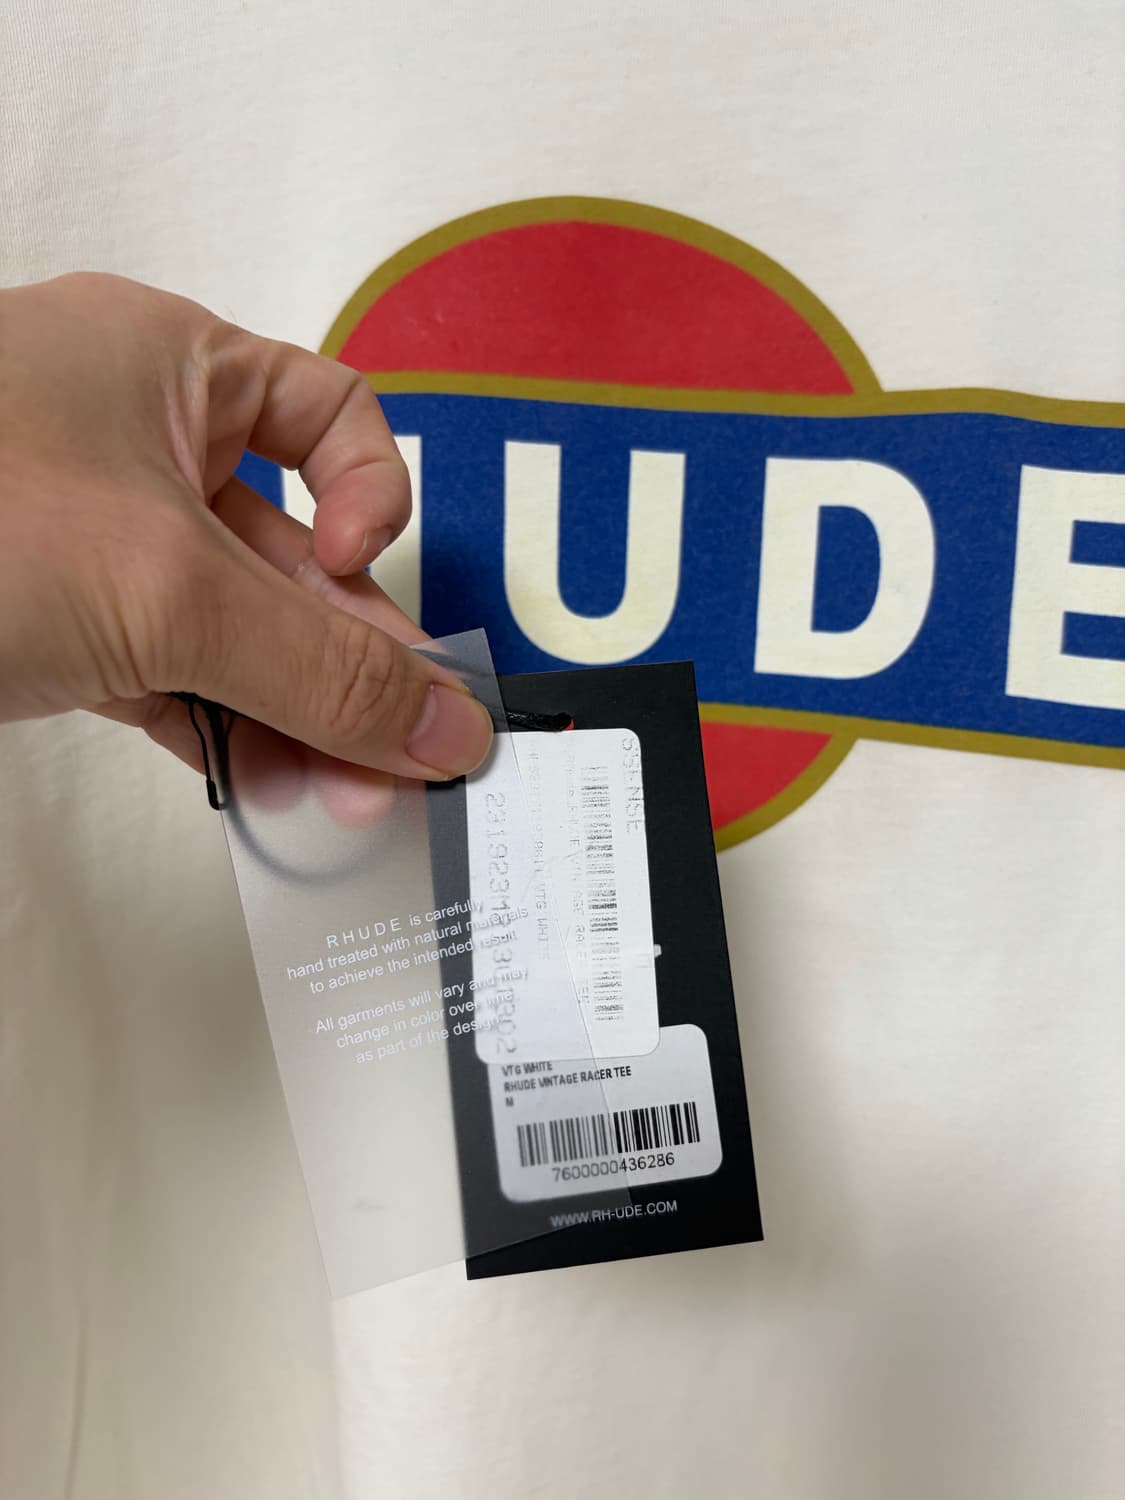 UDE
RHUDE is carefully
hand treated with natural materials
to achieve the intended result
All garments will vary and may
change in color over time
as part of the design
SSENSE
VTG WHITE
RHUDE VINTAGE RACER TEE
M
7600000436286
WWW.RH-UDE.COM